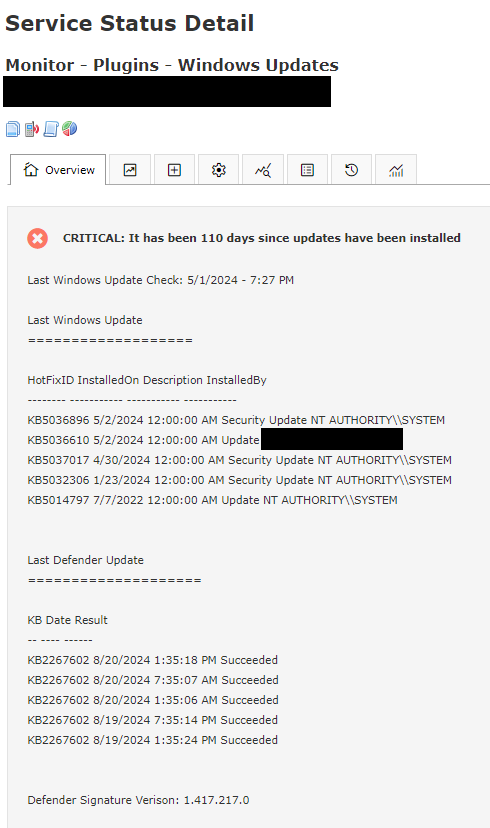 Service Status Detail
Monitor - Plugins - Windows Updates
Overview
CRITICAL: It has been 110 days since updates have been installed
Last Windows Update Check: 5/1/2024 - 7:27 PM
Last Windows Update
===================
HotFixID InstalledOn Description InstalledBy
-------- ----------- ----------- -----------
KB5036896 5/2/2024 12:00:00 AM Security Update NT AUTHORITY\\SYSTEM
KB5036610 5/2/2024 12:00:00 AM Update
KB5037017 4/30/2024 12:00:00 AM Security Update NT AUTHORITY\\SYSTEM
KB5032306 1/23/2024 12:00:00 AM Security Update NT AUTHORITY\\SYSTEM
KB5014797 7/7/2022 12:00:00 AM Update NT AUTHORITY\\SYSTEM
Last Defender Update
====================
KB Date Result
-- ---- ------
KB2267602 8/20/2024 1:35:18 PM Succeeded
KB2267602 8/20/2024 7:35:07 AM Succeeded
KB2267602 8/20/2024 1:35:06 AM Succeeded
KB2267602 8/19/2024 7:35:14 PM Succeeded
KB2267602 8/19/2024 1:35:24 PM Succeeded
Defender Signature Verison: 1.417.217.0